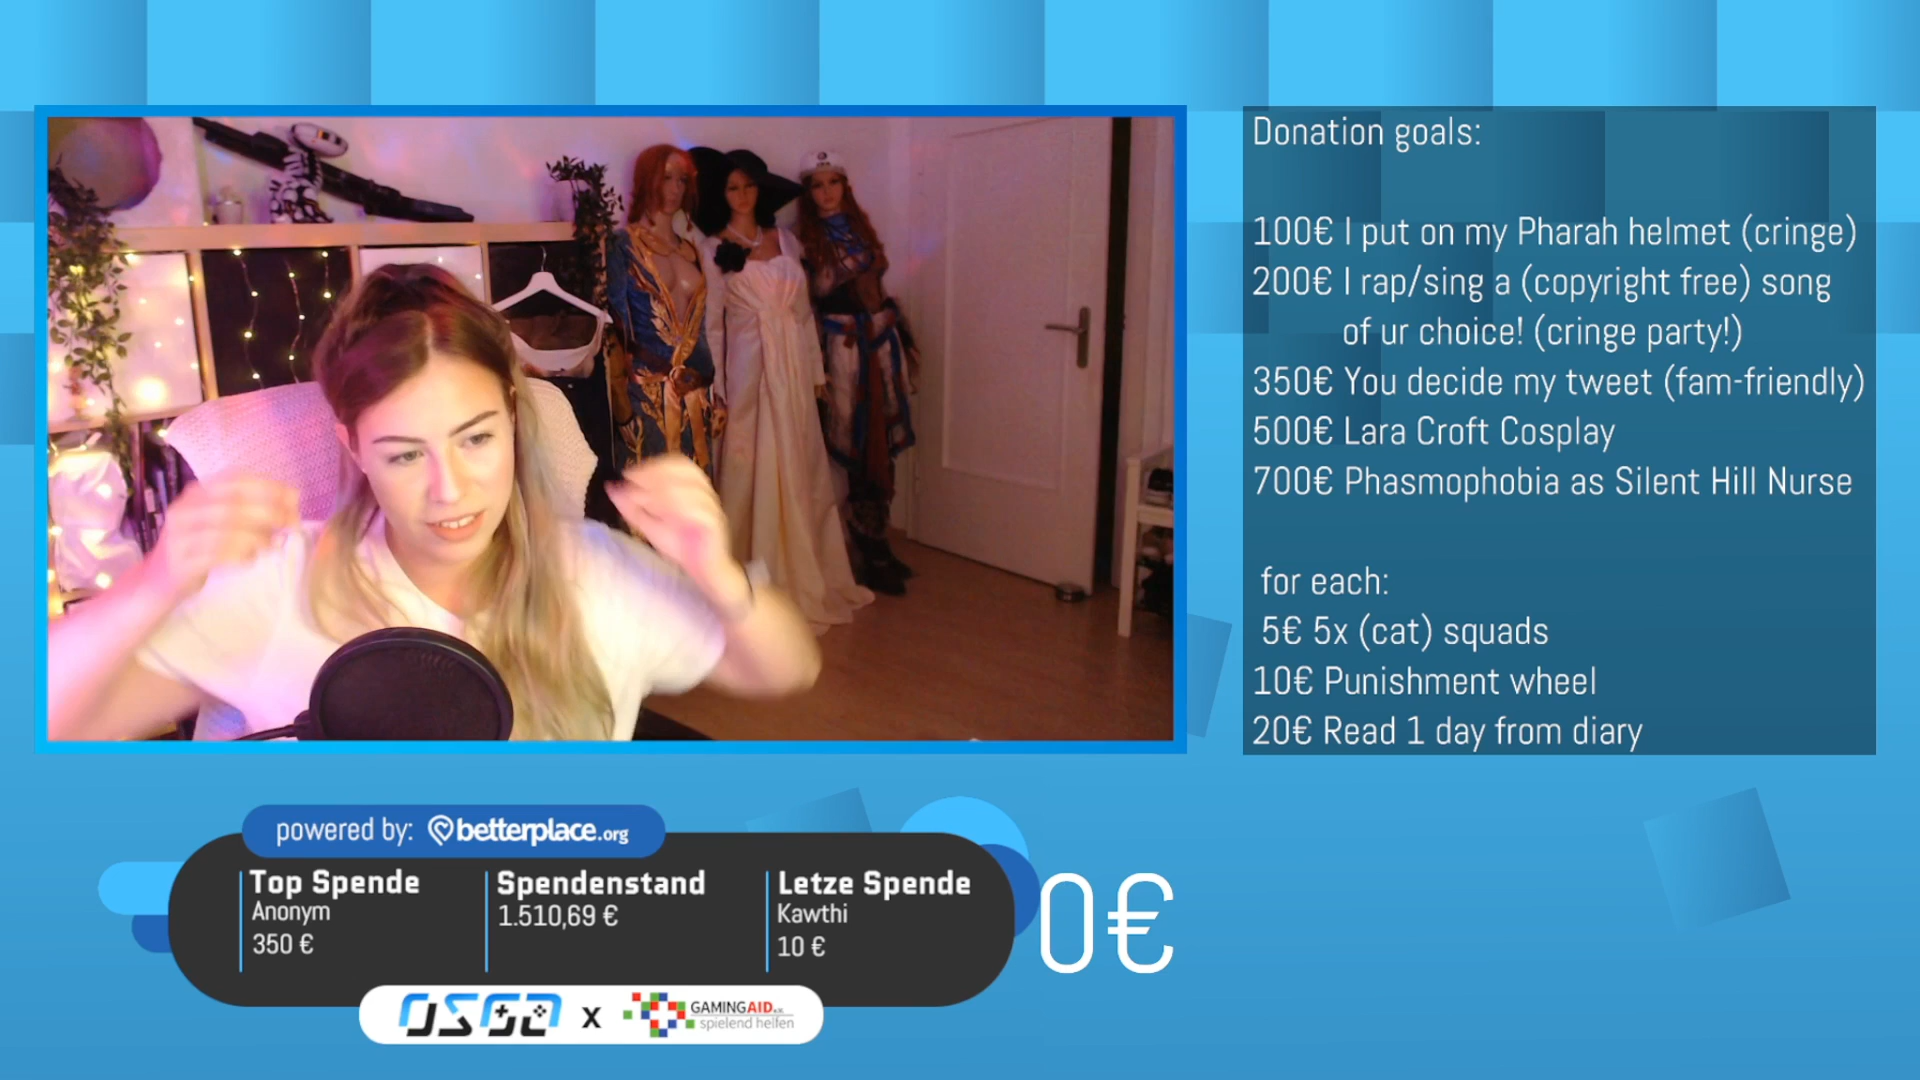 Donation goals:
100€ I put on my Pharah helmet (cringe)
200€ I rap/sing a (copyright free) song
of ur choice! (cringe party!)
350€ You decide my tweet (fam-friendly)
500€ Lara Croft Cosplay
700€ Phasmophobia as Silent Hill Nurse
for each:
5€ 5x (cat) squads
10€ Punishment wheel
20€ Read 1 day from diary
powered by: betterplace.org
Top Spende
Anonym
350 €
Spendenstand
1.510,69 €
Letze Spende
Kawthi
10 €
0€
x
GAMINGAID e.V.
spielend helfen